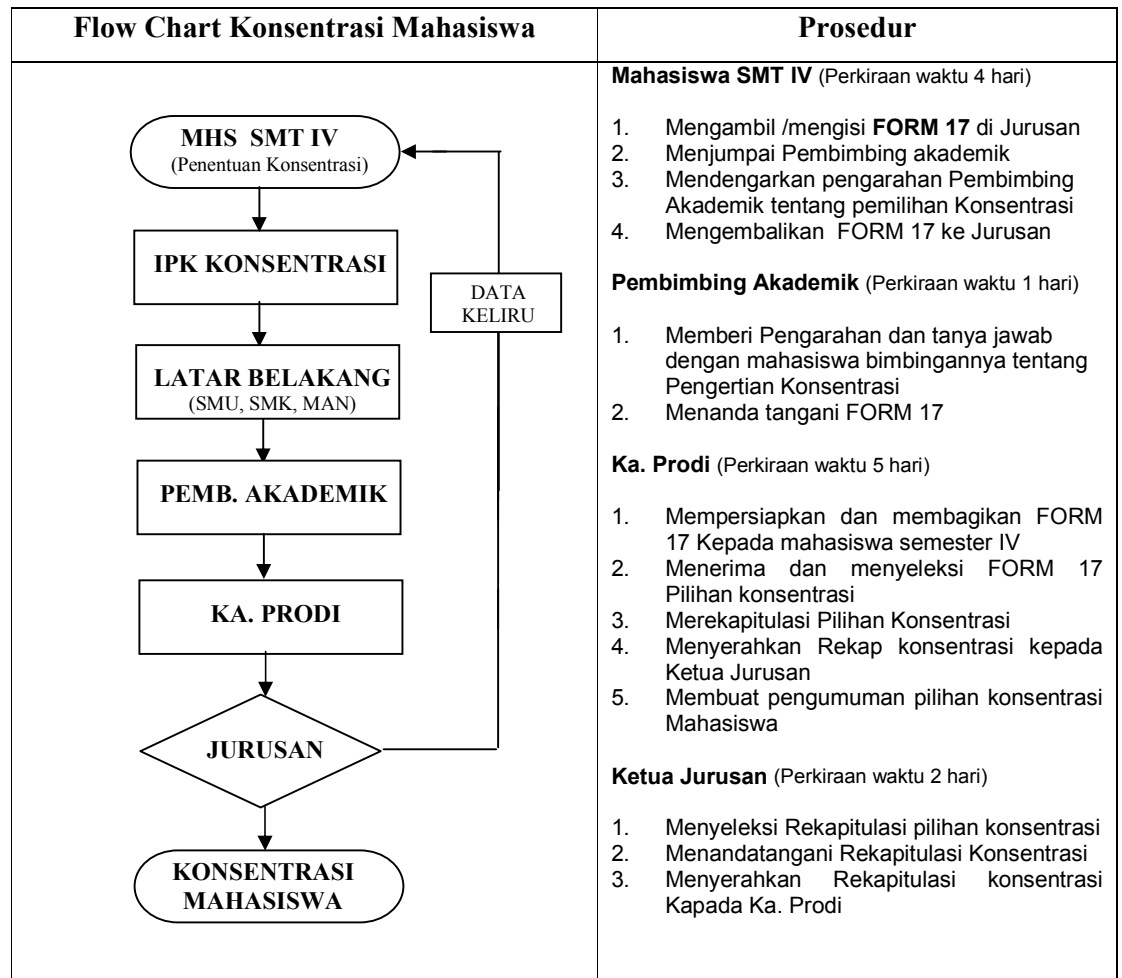 Flow Chart Konsentrasi Mahasiswa
MHS SMT IV
(Penentuan Konsentrasi)
IPK KONSENTRASI
DATA
KELIRU
LATAR BELAKANG
(SMU, SMK, MAN)
PEMB. AKADEMIK
KA. PRODI
JURUSAN
KONSENTRASI
MAHASISWA
Prosedur
Mahasiswa SMT IV (Perkiraan waktu 4 hari)
1. Mengambil /mengisi FORM 17 di Jurusan
2. Menjumpai Pembimbing akademik
3. Mendengarkan pengarahan Pembimbing
Akademik tentang pemilihan Konsentrasi
4. Mengembalikan FORM 17 ke Jurusan
Pembimbing Akademik (Perkiraan waktu 1 hari)
1. Memberi Pengarahan dan tanya jawab
dengan mahasiswa bimbingannya tentang
Pengertian Konsentrasi
2. Menanda tangani FORM 17
Ka. Prodi (Perkiraan waktu 5 hari)
1. Mempersiapkan dan membagikan FORM
17 Kepada mahasiswa semester IV
2. Menerima dan menyeleksi FORM 17
Pilihan konsentrasi
3. Merekapitulasi Pilihan Konsentrasi
4. Menyerahkan Rekap konsentrasi kepada
Ketua Jurusan
5. Membuat pengumuman pilihan konsentrasi
Mahasiswa
Ketua Jurusan (Perkiraan waktu 2 hari)
1. Menyeleksi Rekapitulasi pilihan konsentrasi
2. Menandatangani Rekapitulasi Konsentrasi
3. Menyerahkan Rekapitulasi konsentrasi
Kapada Ka. Prodi